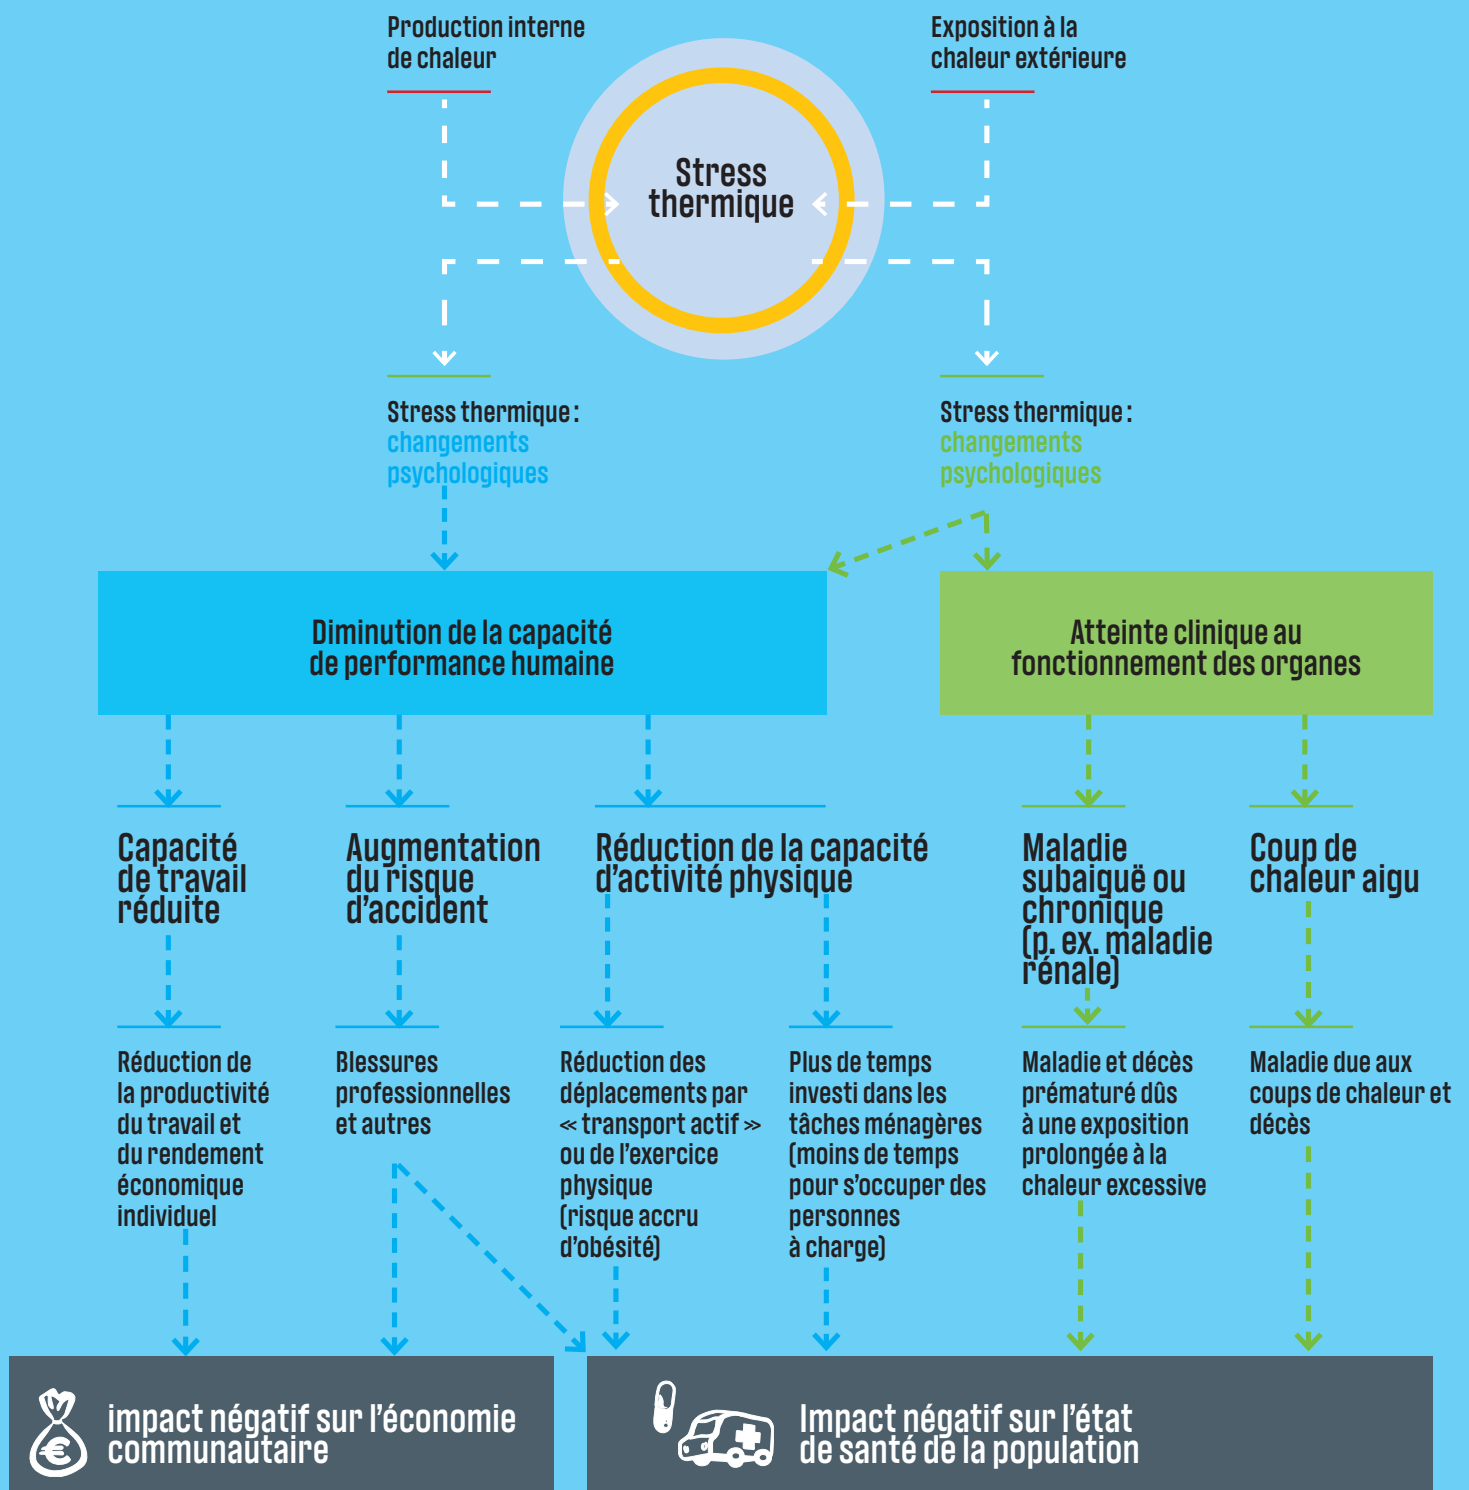 Production interne
de chaleur
Exposition à la
chaleur extérieure
Stress
thermique
Stress thermique :
changements
psychologiques
Stress thermique :
changements
psychologiques
Diminution de la capacité
de performance humaine
Atteinte clinique au
fonctionnement des organes
Capacité
de travail
réduite
Augmentation
du risque
d'accident
Réduction de la capacité
d'activité physique
Maladie
subaiguë ou
chronique
(p. ex. maladie
rénale)
Coup de
chaleur aigu
Réduction de
la productivité
du travail et
du rendement
économique
individuel
Blessures
professionnelles
et autres
Réduction des
déplacements par
« transport actif »
ou de l'exercice
physique
(risque accru
d'obésité)
Plus de temps
investi dans les
tâches ménagères
(moins de temps
pour s'occuper des
personnes
à charge)
Maladie et décès
prématuré dûs
à une exposition
prolongée à la
chaleur excessive
Maladie due aux
coups de chaleur et
décès
€
impact négatif sur l'économie
communautaire
Impact négatif sur l'état
de santé de la population